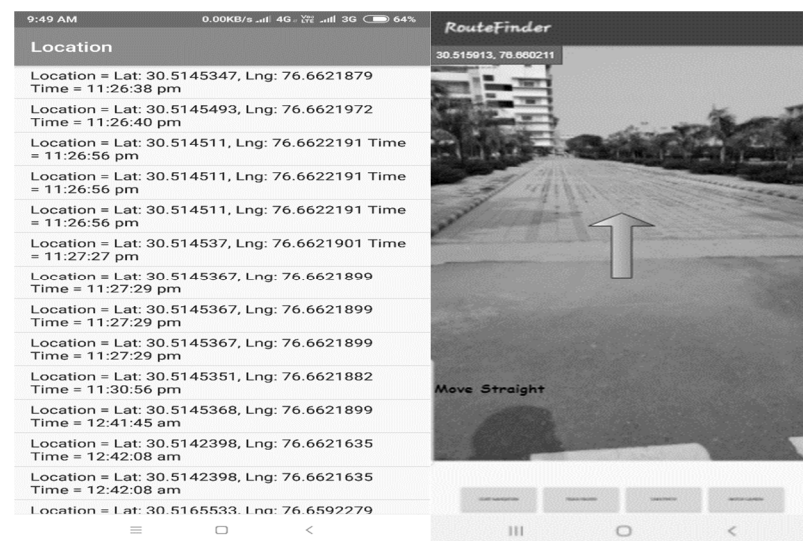 9:49 AM
0.00KB/s 4G VoLTE 3G 64%
Location
Location = Lat: 30.5145347, Lng: 76.6621879
Time = 11:26:38 pm
Location = Lat: 30.5145493, Lng: 76.6621972
Time = 11:26:40 pm
Location = Lat: 30.514511, Lng: 76.6622191 Time
= 11:26:56 pm
Location = Lat: 30.514511, Lng: 76.6622191 Time
= 11:26:56 pm
Location = Lat: 30.514511, Lng: 76.6622191 Time
= 11:26:56 pm
Location = Lat: 30.514537, Lng: 76.6621901 Time
= 11:27:27 pm
Location = Lat: 30.5145367, Lng: 76.6621899
Time = 11:27:29 pm
Location = Lat: 30.5145367, Lng: 76.6621899
Time = 11:27:29 pm
Location = Lat: 30.5145367, Lng: 76.6621899
Time = 11:27:29 pm
Location = Lat: 30.5145351, Lng: 76.6621882
Time = 11:30:56 pm
Location = Lat: 30.5145368, Lng: 76.6621899
Time = 12:41:45 am
Location = Lat: 30.5142398, Lng: 76.6621635
Time = 12:42:08 am
Location = Lat: 30.5142398, Lng: 76.6621635
Time = 12:42:08 am
Location = Lat: 30.5165533, Lng: 76.6592279
RouteFinder
30.515913, 76.660211
Move Straight